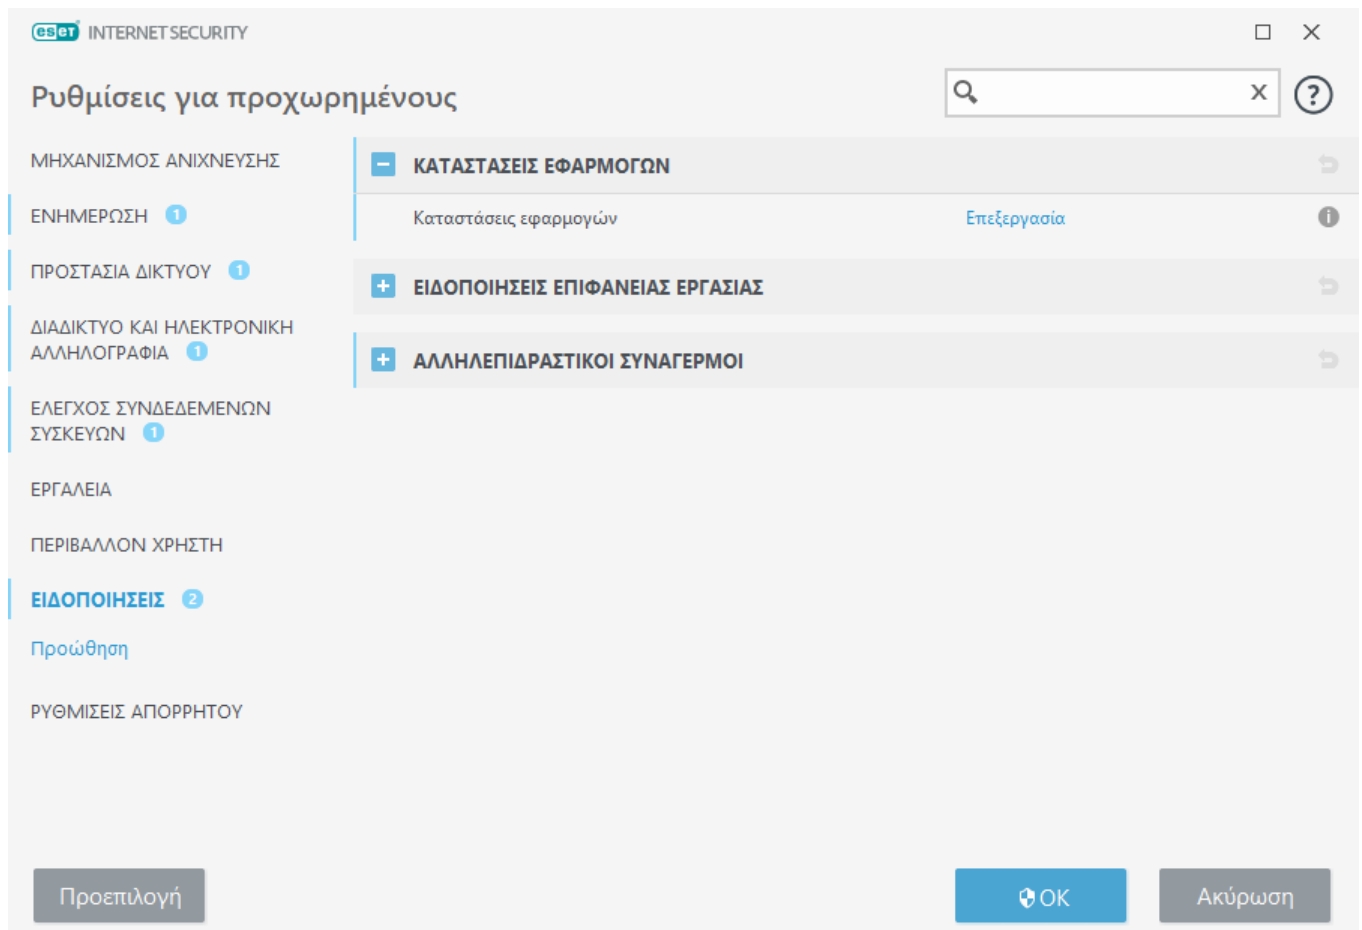 eset INTERNET SECURITY
Ρυθμίσεις για προχωρημένους
x
?
ΜΗΧΑΝΙΣΜΟΣ ΑΝΙΧΝΕΥΣΗΣ
ΕΝΗΜΕΡΩΣΗ 1
ΠΡΟΣΤΑΣΙΑ ΔΙΚΤΥΟΥ 1
ΔΙΑΔΙΚΤΥΟ ΚΑΙ ΗΛΕΚΤΡΟΝΙΚΗ
ΑΛΛΗΛΟΓΡΑΦΙΑ 1
ΕΛΕΓΧΟΣ ΣΥΝΔΕΔΕΜΕΝΩΝ
ΣΥΣΚΕΥΩΝ 1
ΕΡΓΑΛΕΙΑ
ΠΕΡΙΒΑΛΛΟΝ ΧΡΗΣΤΗ
ΕΙΔΟΠΟΙΗΣΕΙΣ 2
Προώθηση
ΡΥΘΜΙΣΕΙΣ ΑΠΟΡΡΗΤΟΥ
ΚΑΤΑΣΤΑΣΕΙΣ ΕΦΑΡΜΟΓΩΝ
Καταστάσεις εφαρμογών Επεξεργασία i
ΕΙΔΟΠΟΙΗΣΕΙΣ ΕΠΙΦΑΝΕΙΑΣ ΕΡΓΑΣΙΑΣ
ΑΛΛΗΛΕΠΙΔΡΑΣΤΙΚΟΙ ΣΥΝΑΓΕΡΜΟΙ
Προεπιλογή
OK
Ακύρωση